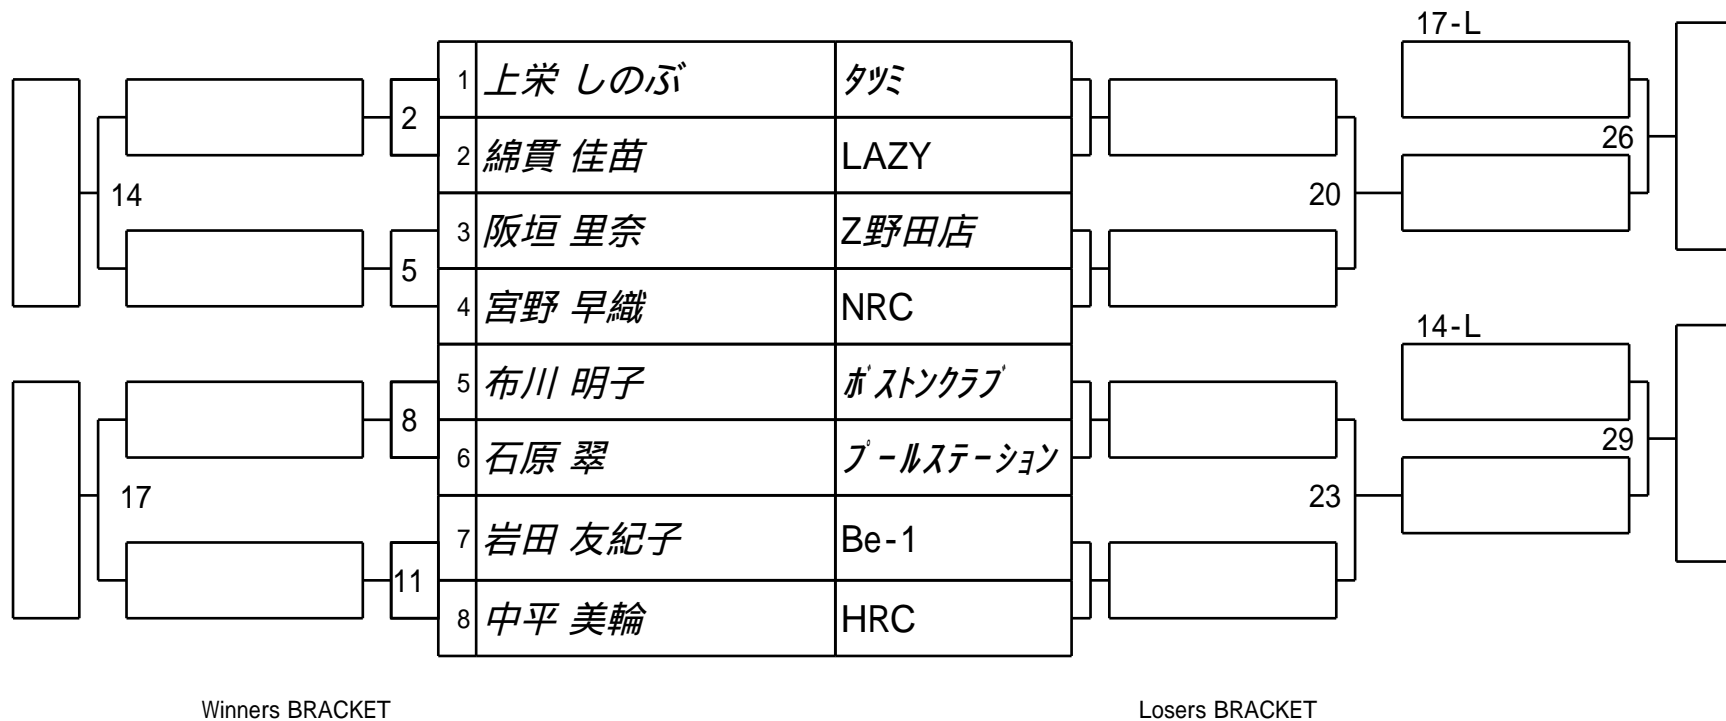 17-L
1 上栄 しのぶ ﾀﾂﾐ
2
26
2 綿貫 佳苗 LAZY
14
20
3 阪垣 里奈 Z野田店
5
4 宮野 早織 NRC
14-L
5 布川 明子 ﾎﾞｽﾄﾝｸﾗﾌﾞ
8
29
6 石原 翠 ﾌﾟｰﾙｽﾃｰｼｮﾝ
17
23
7 岩田 友紀子 Be-1
11
8 中平 美輪 HRC
Winners BRACKET
Losers BRACKET